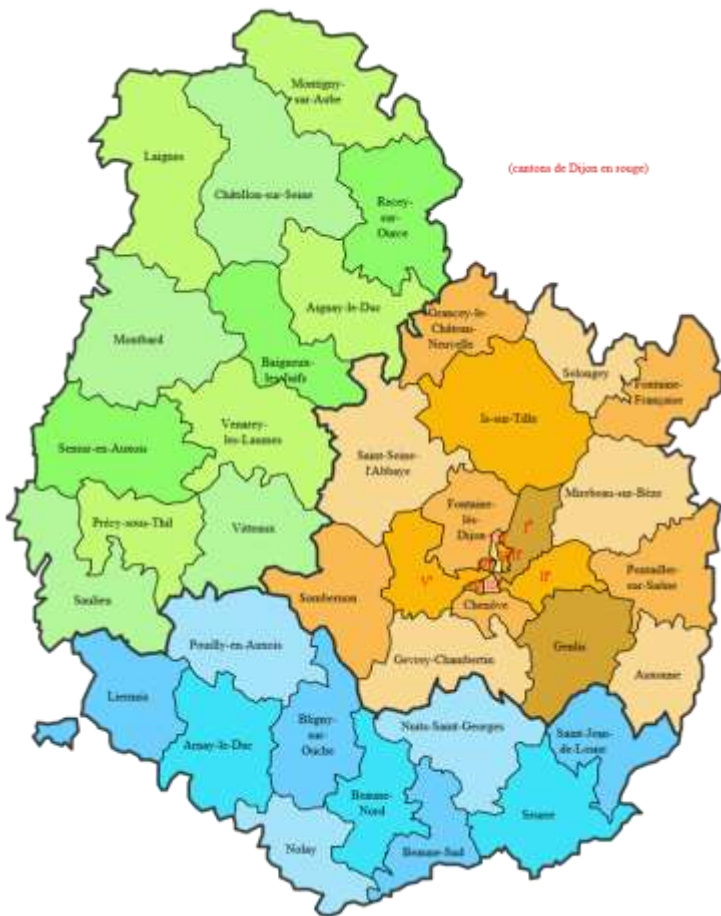 Montigny-
sur-Aube
Laignes
Châtillon-sur-Seine
(cantons de Dijon en rouge)
Recey-
sur-
Ource
Aignay-le-Duc
Grancey-le-
Château-
Neuvelle
Montbard
Baigneux-
les-Juifs
Selongey
Fontaine-
Française
Venarey-
les-Laumes
Is-sur-Tille
Semur-en-Auxois
Saint-Seine-
l'Abbaye
Mirebeau-sur-Bèze
Fontaine-
lès-
Dijon
Iᵉ
Précy-sous-Thil
Vitteaux
Vᵉ
IIᵉ
Pontailler-
sur-Saône
Saulieu
Sombernon
Chenôve
Pouilly-en-Auxois
Gevrey-Chambertin
Genlis
Auxonne
Liernais
Bligny-
sur-
Ouche
Nuits-Saint-Georges
Saint-Jean-
de-Losne
Arnay-le-Duc
Beaune-
Nord
Seurre
Nolay
Beaune-Sud